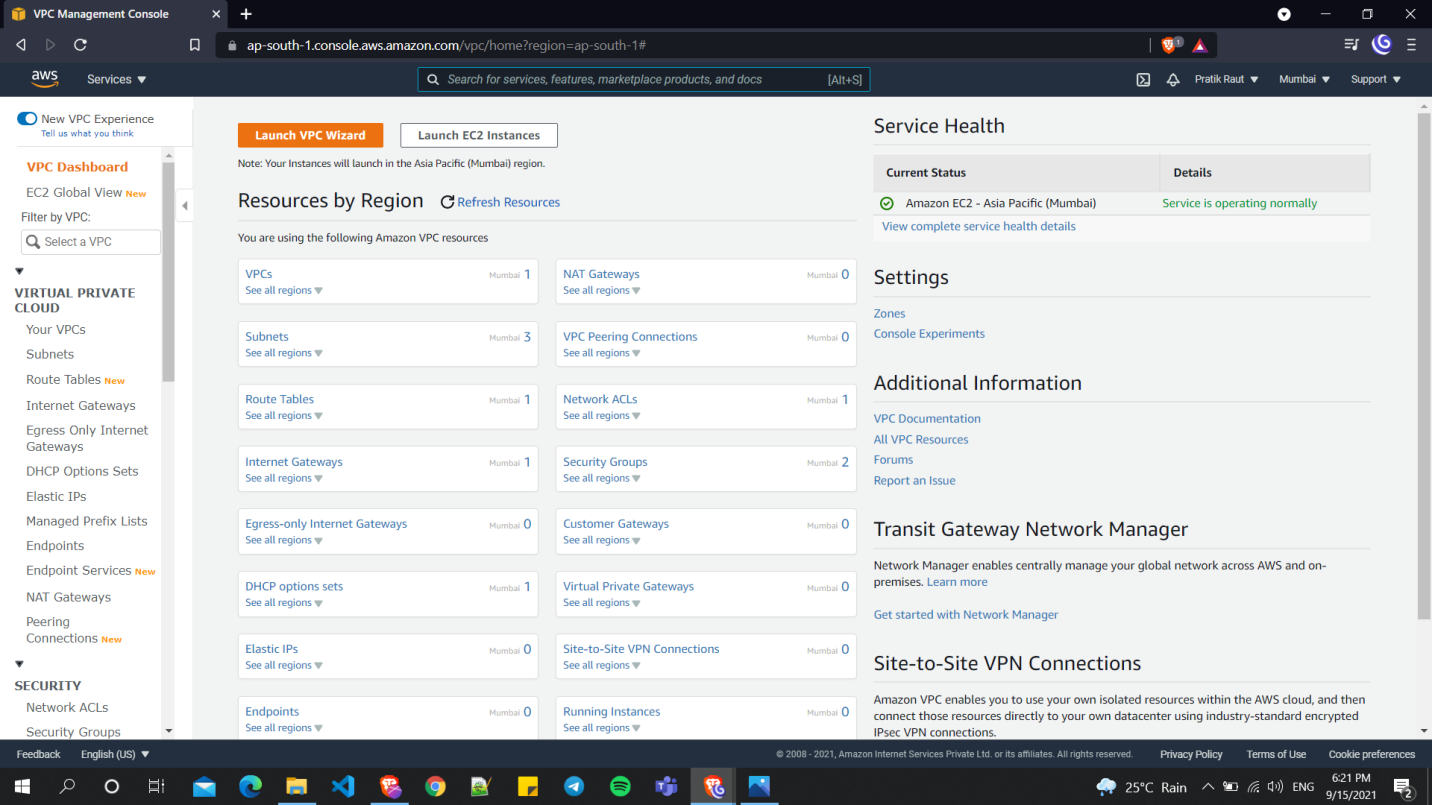 VPC Management Console
ap-south-1.console.aws.amazon.com/vpc/home?region=ap-south-1#
1
aws
Services
Search for services, features, marketplace products, and docs
[Alt+S]
Pratik Raut
Mumbai
Support
New VPC Experience
Tell us what you think
VPC Dashboard
EC2 Global View New
Filter by VPC:
Select a VPC
VIRTUAL PRIVATE
CLOUD
Your VPCs
Subnets
Route Tables New
Internet Gateways
Egress Only Internet
Gateways
DHCP Options Sets
Elastic IPs
Managed Prefix Lists
Endpoints
Endpoint Services New
NAT Gateways
Peering
Connections New
SECURITY
Network ACLs
Security Groups
Launch VPC Wizard
Launch EC2 Instances
Note: Your Instances will launch in the Asia Pacific (Mumbai) region.
Resources by Region
Refresh Resources
You are using the following Amazon VPC resources
VPCs Mumbai 1
See all regions
NAT Gateways Mumbai 0
See all regions
Subnets Mumbai 3
See all regions
VPC Peering Connections Mumbai 0
See all regions
Route Tables Mumbai 1
See all regions
Network ACLs Mumbai 1
See all regions
Internet Gateways Mumbai 1
See all regions
Security Groups Mumbai 2
See all regions
Egress-only Internet Gateways Mumbai 0
See all regions
Customer Gateways Mumbai 0
See all regions
DHCP options sets Mumbai 1
See all regions
Virtual Private Gateways Mumbai 0
See all regions
Elastic IPs Mumbai 0
See all regions
Site-to-Site VPN Connections Mumbai 0
See all regions
Endpoints Mumbai 0
See all regions
Running Instances Mumbai 0
See all regions
Service Health
Current Status Details
Amazon EC2 - Asia Pacific (Mumbai) Service is operating normally
View complete service health details
Settings
Zones
Console Experiments
Additional Information
VPC Documentation
All VPC Resources
Forums
Report an Issue
Transit Gateway Network Manager
Network Manager enables centrally manage your global network across AWS and on-
premises. Learn more
Get started with Network Manager
Site-to-Site VPN Connections
Amazon VPC enables you to use your own isolated resources within the AWS cloud, and then
connect those resources directly to your own datacenter using industry-standard encrypted
IPsec VPN connections.
Feedback
English (US)
© 2008 - 2021, Amazon Internet Services Private Ltd. or its affiliates. All rights reserved.
Privacy Policy
Terms of Use
Cookie preferences
25°C Rain
ENG
6:21 PM
9/15/2021
2